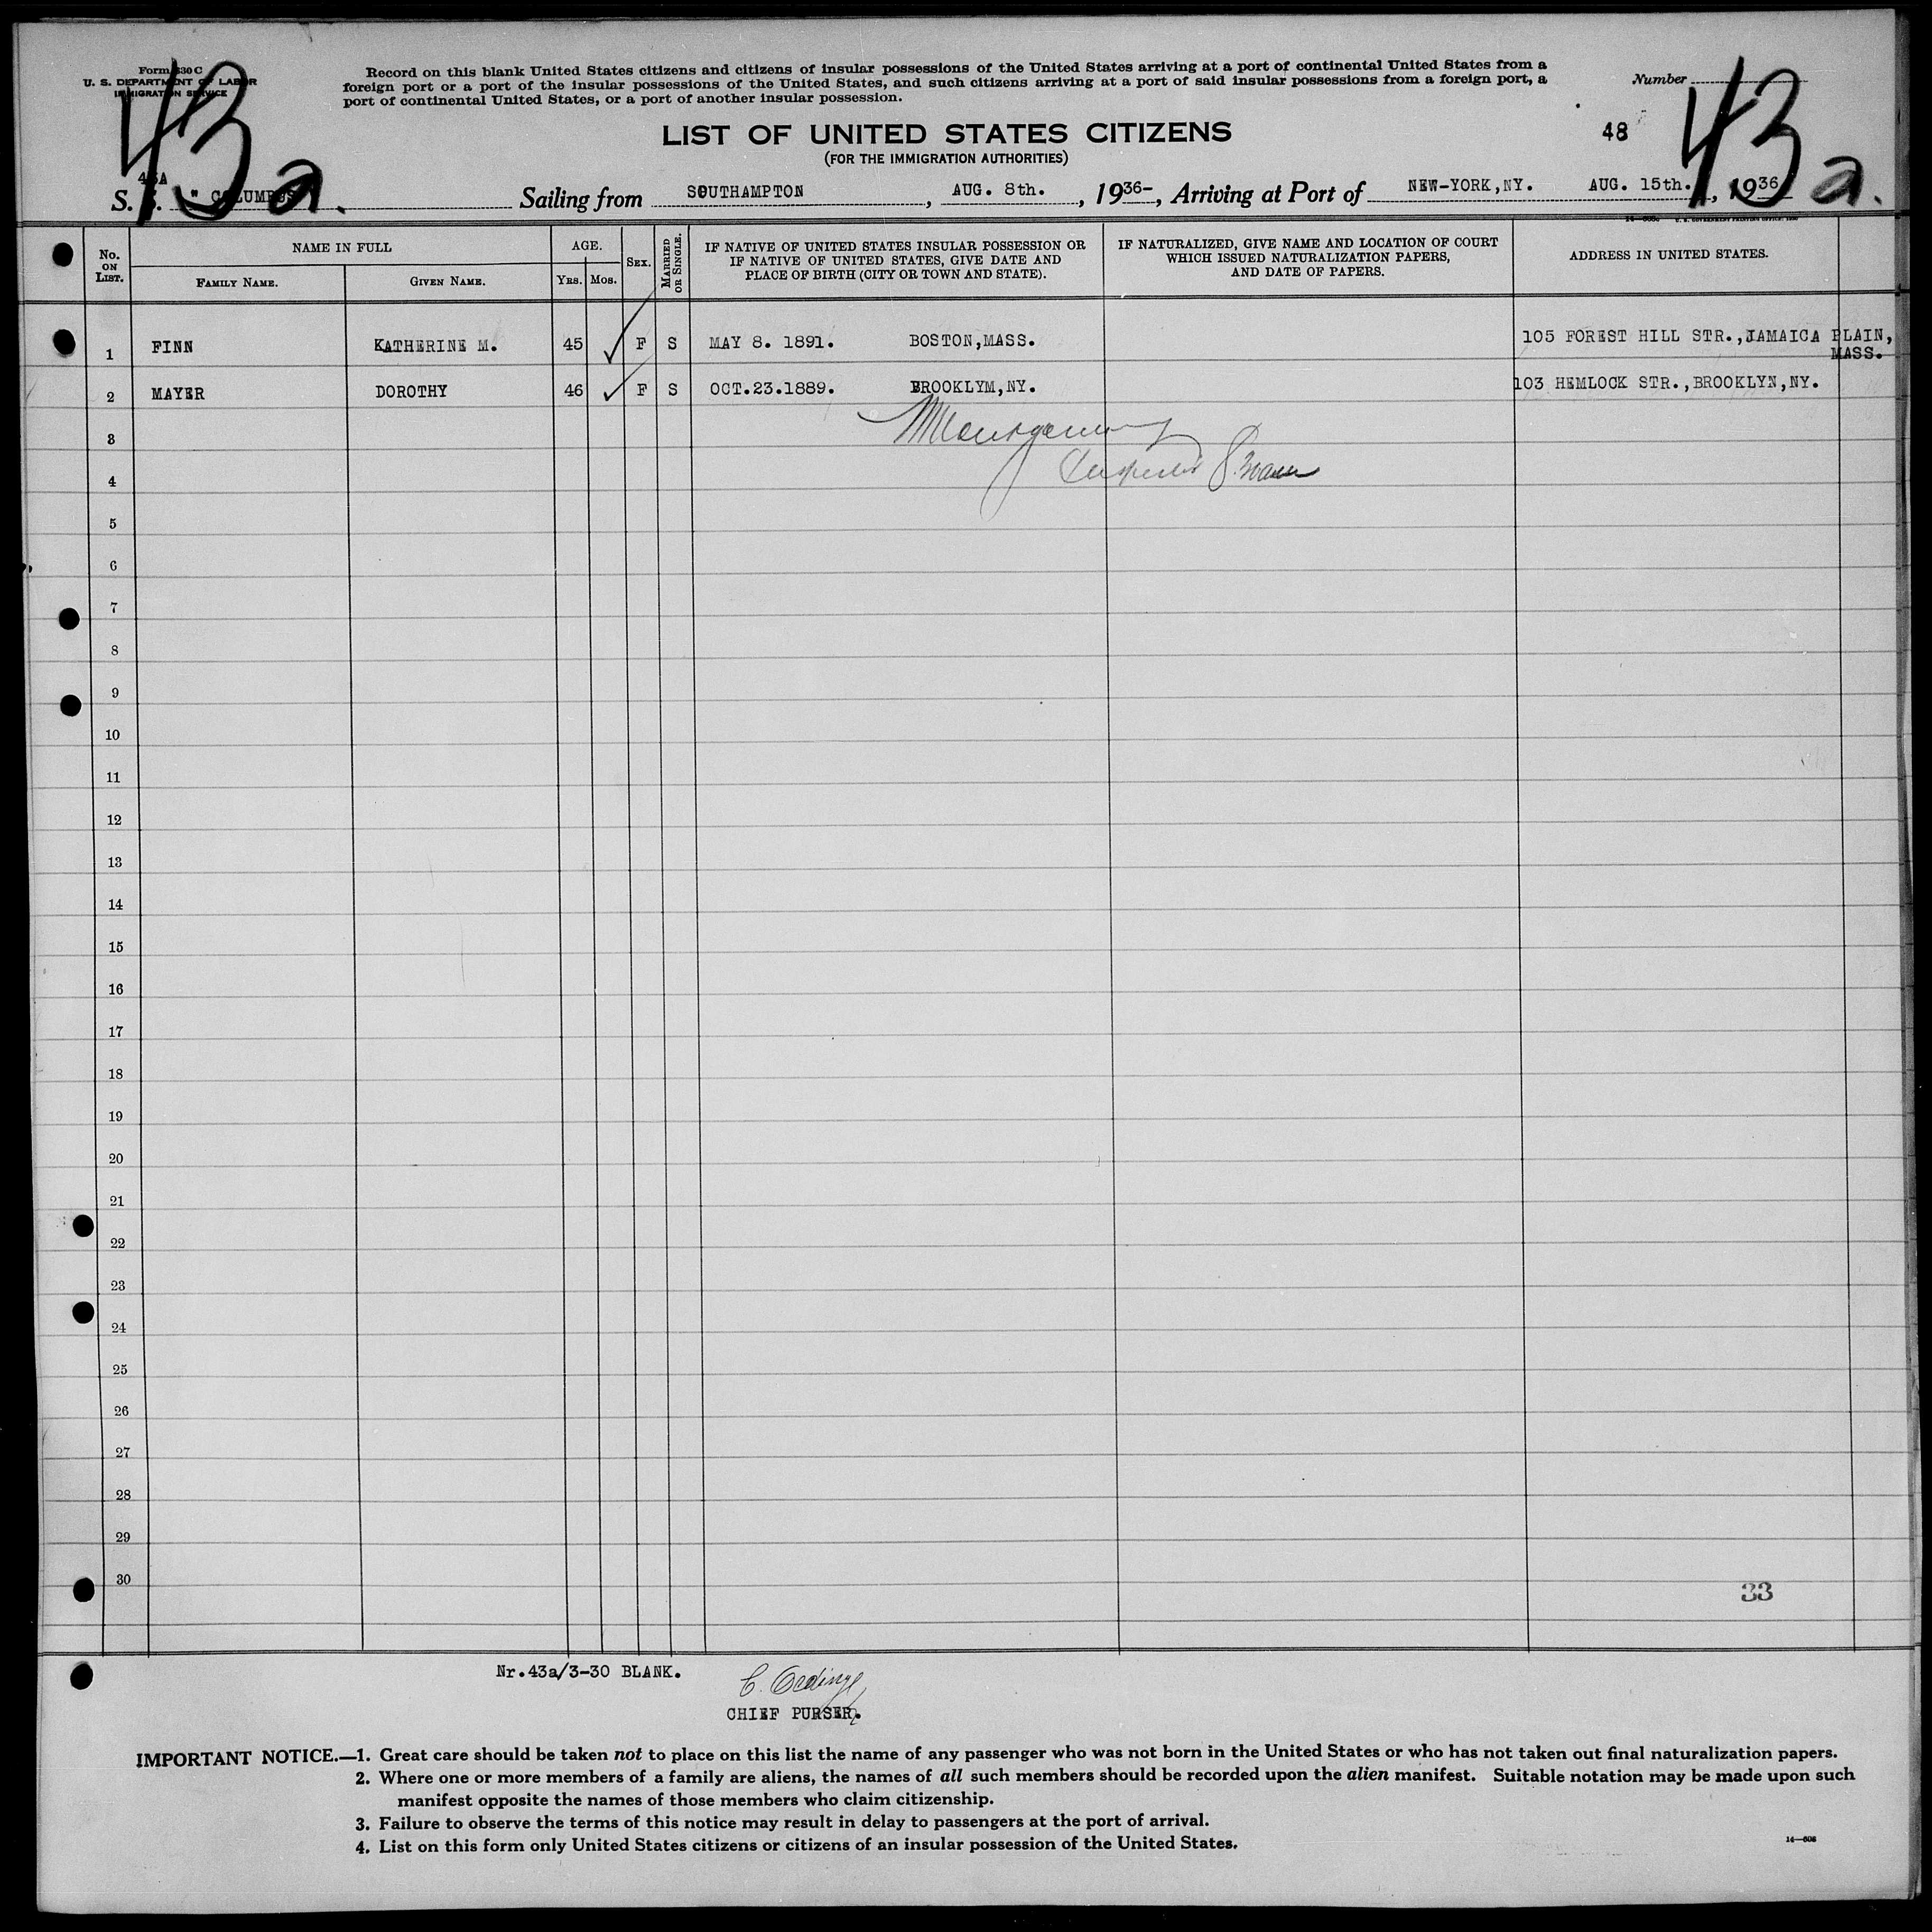 Form 630 C
U. S. DEPARTMENT OF LABOR
IMMIGRATION SERVICE
43 a.
Record on this blank United States citizens and citizens of insular possessions of the United States arriving at a port of continental United States from a
foreign port or a port of the insular possessions of the United States, and such citizens arriving at a port of said insular possessions from a foreign port, a
port of continental United States, or a port of another insular possession.
Number
43 a.
LIST OF UNITED STATES CITIZENS
48
(FOR THE IMMIGRATION AUTHORITIES)
S. S. " COLUMBUS Sailing from SOUTHAMPTON, AUG. 8th., 1936-, Arriving at Port of NEW-YORK,NY. AUG. 15th., 1936
No. ON LIST.
NAME IN FULL
FAMILY NAME. GIVEN NAME.
AGE.
YRS. MOS.
SEX.
MARRIED OR SINGLE.
IF NATIVE OF UNITED STATES INSULAR POSSESSION OR
IF NATIVE OF UNITED STATES, GIVE DATE AND
PLACE OF BIRTH (CITY OR TOWN AND STATE).
IF NATURALIZED, GIVE NAME AND LOCATION OF COURT
WHICH ISSUED NATURALIZATION PAPERS,
AND DATE OF PAPERS.
ADDRESS IN UNITED STATES.
1 FINN KATHERINE M. 45 ✓ F S MAY 8. 1891. BOSTON,MASS. 105 FOREST HILL STR.,JAMAICA PLAIN,
MASS.
2 MAYER DOROTHY 46 ✓ F S OCT.23.1889. BROOKLYM,NY. 103 HEMLOCK STR.,BROOKLYN,NY.
3
4
5
6
7
8
9
10
11
12
13
14
15
16
17
18
19
20
21
22
23
24
25
26
27
28
29
30
33
Nr.43a/3-30 BLANK.
CHIEF PURSER.
IMPORTANT NOTICE.—1. Great care should be taken not to place on this list the name of any passenger who was not born in the United States or who has not taken out final naturalization papers.
2. Where one or more members of a family are aliens, the names of all such members should be recorded upon the alien manifest. Suitable notation may be made upon such
manifest opposite the names of those members who claim citizenship.
3. Failure to observe the terms of this notice may result in delay to passengers at the port of arrival.
4. List on this form only United States citizens or citizens of an insular possession of the United States.
14—608